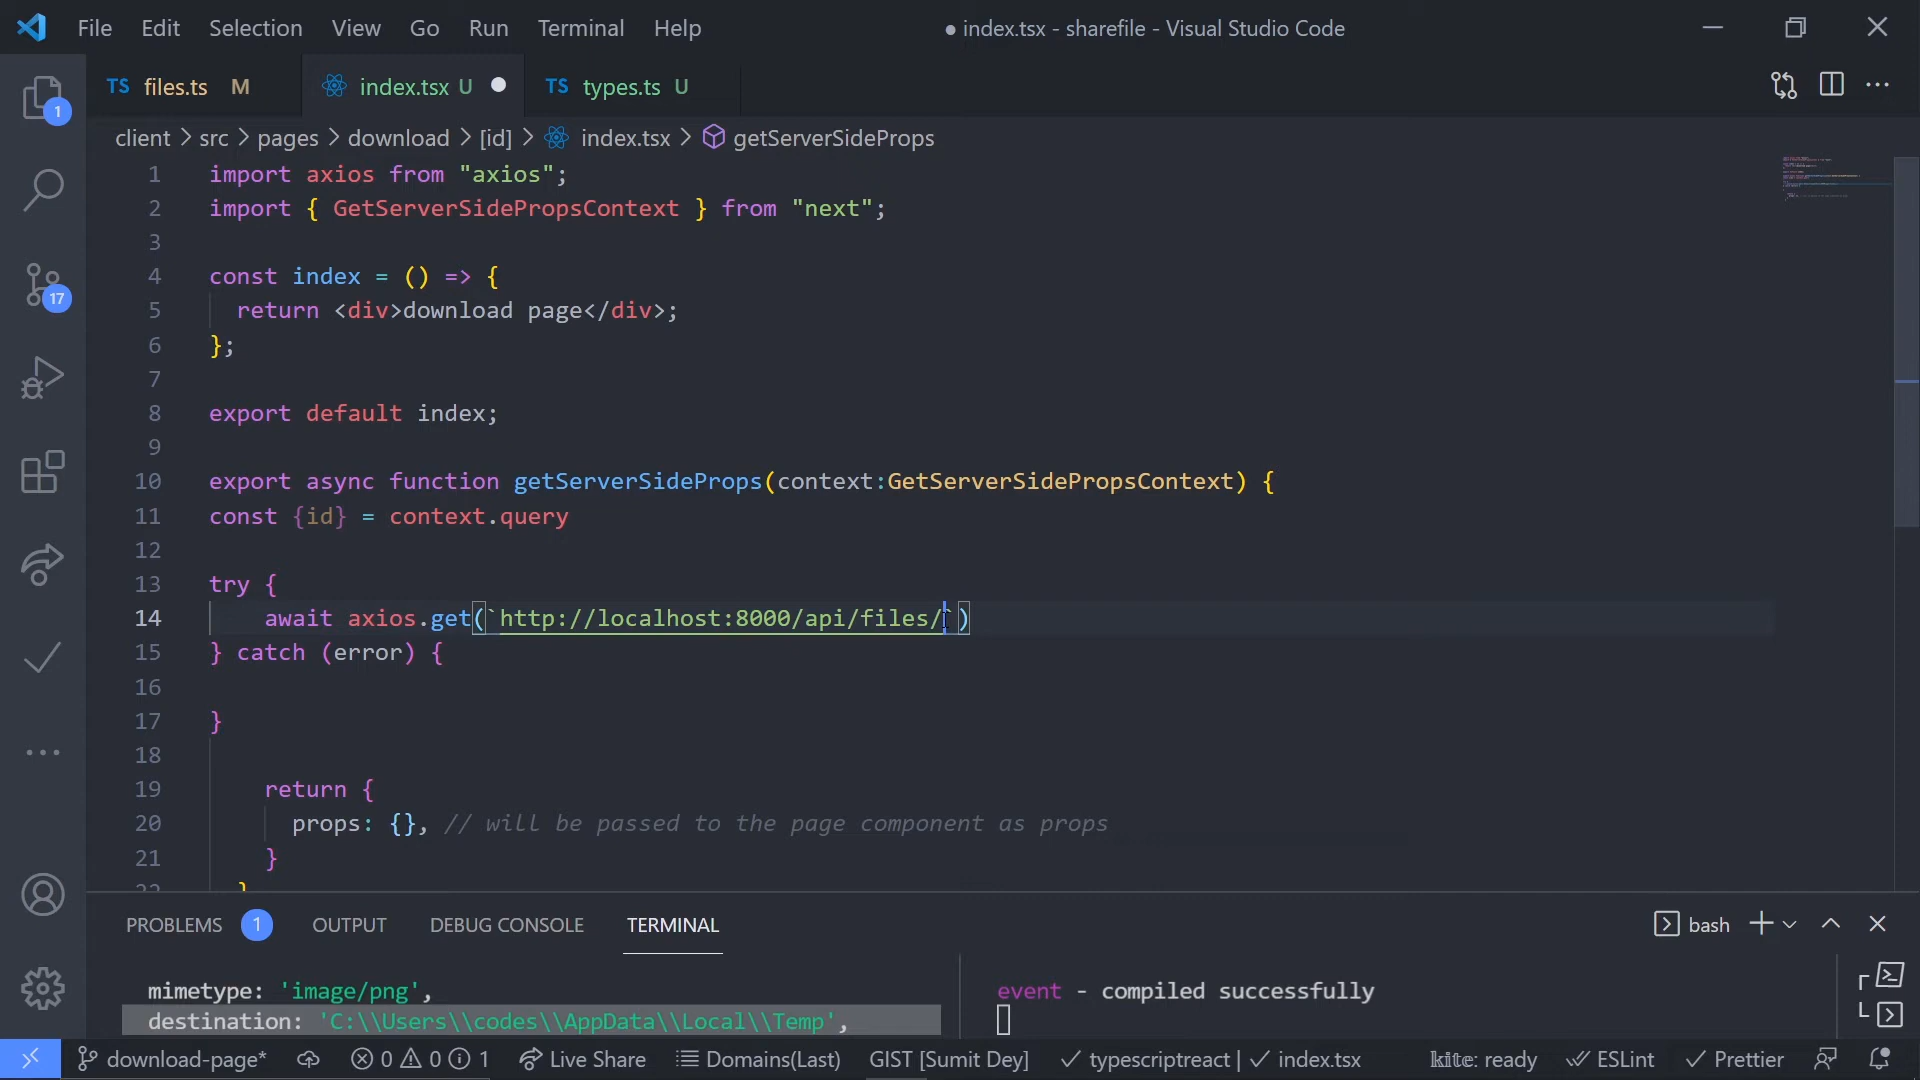 File Edit Selection View Go Run Terminal Help
● index.tsx - sharefile - Visual Studio Code
1
17
TS files.ts M
index.tsx U ●
TS types.ts U
client > src > pages > download > [id] > index.tsx > getServerSideProps
1 import axios from "axios";
2 import { GetServerSidePropsContext } from "next";
3
4 const index = () => {
5 return <div>download page</div>;
6 };
7
8 export default index;
9
10 export async function getServerSideProps(context:GetServerSidePropsContext) {
11 const {id} = context.query
12
13 try {
14 await axios.get(`http://localhost:8000/api/files/`)
15 } catch (error) {
16
17 }
18
19 return {
20 props: {}, // will be passed to the page component as props
21 }
22 }
PROBLEMS 1 OUTPUT DEBUG CONSOLE TERMINAL
bash
mimetype: 'image/png',
destination: 'C:\\Users\\codes\\AppData\\Local\\Temp',
event - compiled successfully
download-page* 0 0 1 Live Share Domains(Last) GIST [Sumit Dey] ✓ typescriptreact | ✓ index.tsx kite: ready ESLint ✓ Prettier